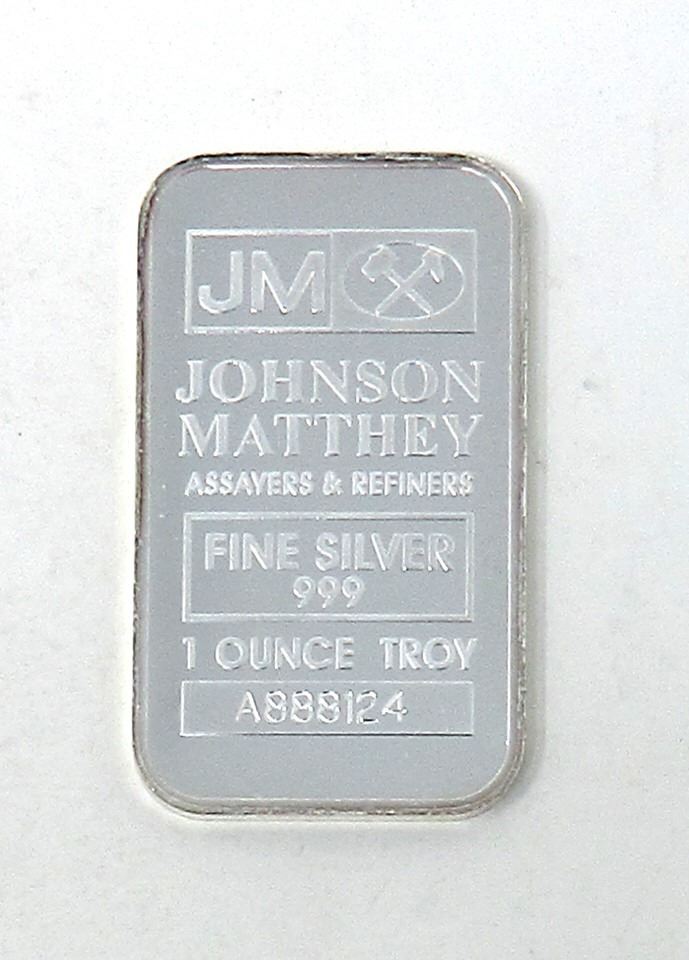 JM
JOHNSON
MATTHEY
ASSAYERS & REFINERS
FINE SILVER
999
1 OUNCE TROY
A888124